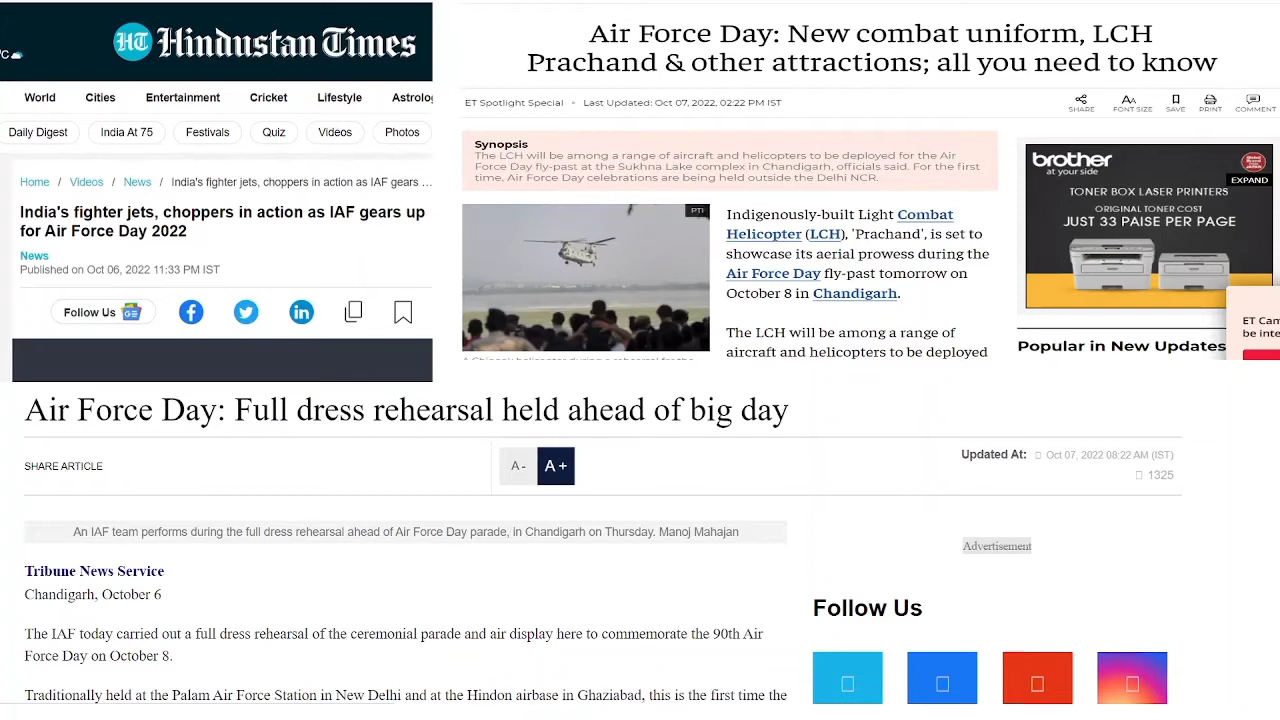 °C
HT Hindustan Times
World Cities Entertainment Cricket Lifestyle
Daily Digest India At 75 Festivals Quiz Videos Photos
Home / Videos / News / India's fighter jets, choppers in action as IAF gears ...
India's fighter jets, choppers in action as IAF gears up
for Air Force Day 2022
News
Published on Oct 06, 2022 11:33 PM IST
Follow Us
Air Force Day: New combat uniform, LCH
Prachand & other attractions; all you need to know
ET Spotlight Special • Last Updated: Oct 07, 2022, 02:22 PM IST
SHARE FONT SIZE SAVE PRINT COMMENT
Synopsis
The LCH will be among a range of aircraft and helicopters to be deployed for the Air
Force Day fly-past at the Sukhna Lake complex in Chandigarh, officials said. For the first
time, Air Force Day celebrations are being held outside the Delhi NCR.
PTI
Indigenously-built Light Combat
Helicopter (LCH), 'Prachand', is set to
showcase its aerial prowess during the
Air Force Day fly-past tomorrow on
October 8 in Chandigarh.
The LCH will be among a range of
aircraft and helicopters to be deployed
brother
at your side
EXPAND
TONER BOX LASER PRINTERS
ORIGINAL TONER COST
JUST 33 PAISE PER PAGE
Popular in New Updates
ET
be
Air Force Day: Full dress rehearsal held ahead of big day
SHARE ARTICLE
A- A+
Updated At: Oct 07, 2022 08:22 AM (IST)
1325
An IAF team performs during the full dress rehearsal ahead of Air Force Day parade, in Chandigarh on Thursday. Manoj Mahajan
Tribune News Service
Chandigarh, October 6
The IAF today carried out a full dress rehearsal of the ceremonial parade and air display here to commemorate the 90th Air
Force Day on October 8.
Traditionally held at the Palam Air Force Station in New Delhi and at the Hindon airbase in Ghaziabad, this is the first time the
Advertisement
Follow Us